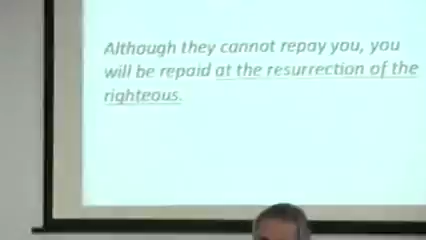 Although they cannot repay you, you
will be repaid at the resurrection of the
righteous.